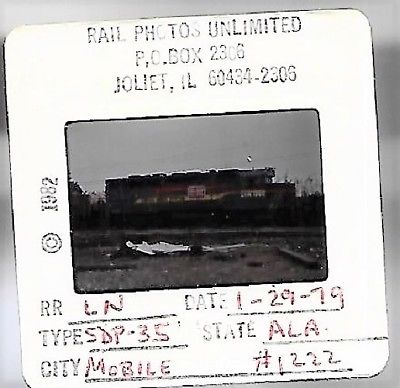 RAIL PHOTOS UNLIMITED
P.O.BOX 2306
JOLIET, IL 60434-2306
© 1982
RR LN DATE 1-29-79
TYPE SDP-35 STATE ALA.
CITY MOBILE #1222